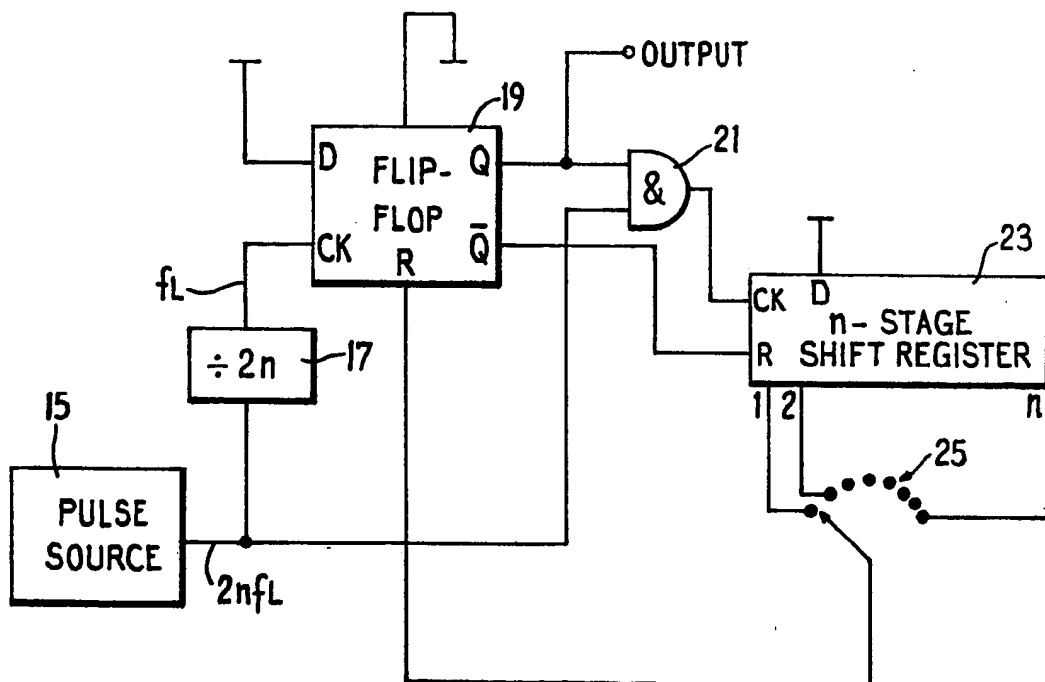 OUTPUT
19
21
D
FLIP-
Q
FLOP
&
CK
R
Q̅
23
fL
CK
D
n- STAGE
R
SHIFT REGISTER
÷ 2n
17
1
2
n
15
25
PULSE
SOURCE
2nfL